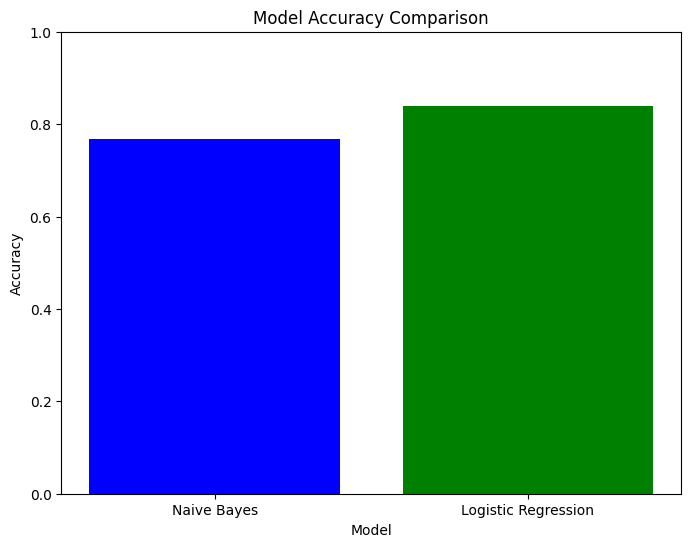 Model Accuracy Comparison
1.0
0.8
0.6
0.4
0.2
0.0
Accuracy
Naive Bayes
Logistic Regression
Model